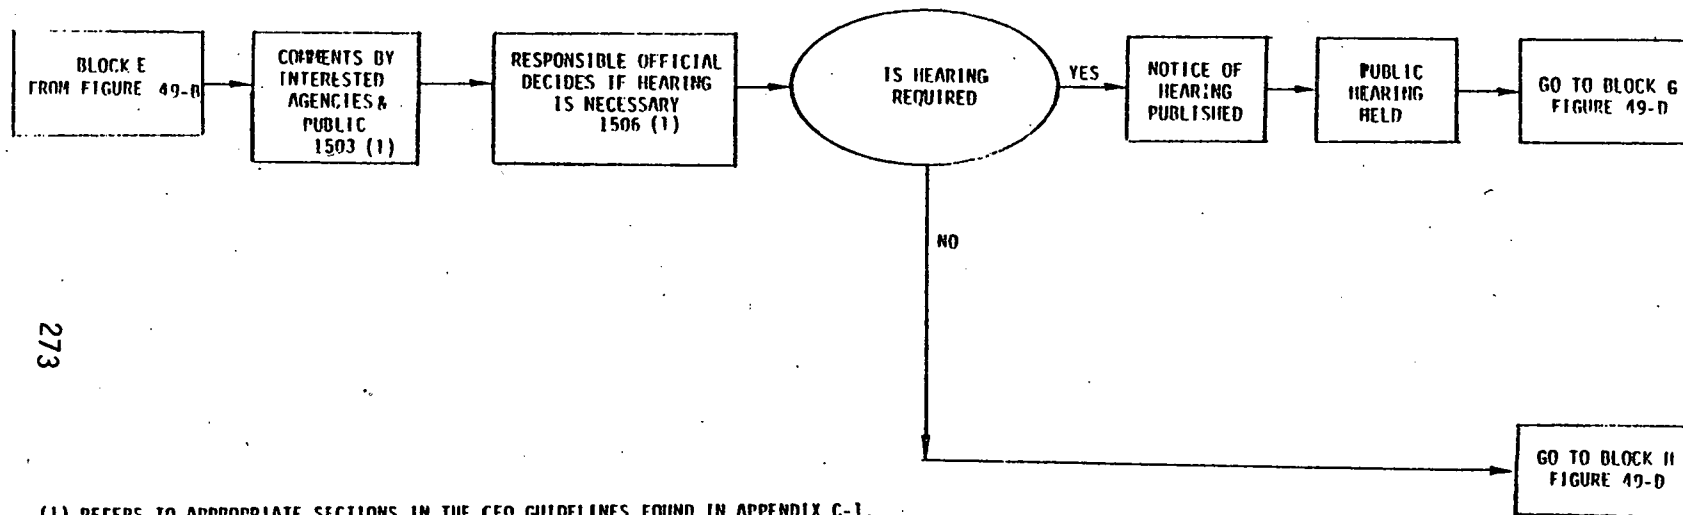 BLOCK E
FROM FIGURE 49-B
COMMENTS BY
INTERESTED
AGENCIES &
PUBLIC
1503 (1)
RESPONSIBLE OFFICIAL
DECIDES IF HEARING
IS NECESSARY
1506 (1)
IS HEARING
REQUIRED
YES
NOTICE OF
HEARING
PUBLISHED
PUBLIC
HEARING
HELD
GO TO BLOCK G
FIGURE 49-D
NO
GO TO BLOCK H
FIGURE 49-D
273
(1) REFERS TO APPROPRIATE SECTIONS IN THE CEQ GUIDELINES FOUND IN APPENDIX C-1.